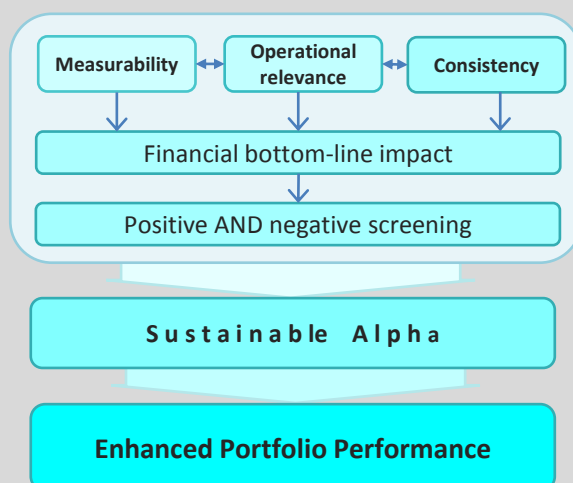 Measurability
Operational
relevance
Consistency
Financial bottom-line impact
Positive AND negative screening
Sustainable Alpha
Enhanced Portfolio Performance